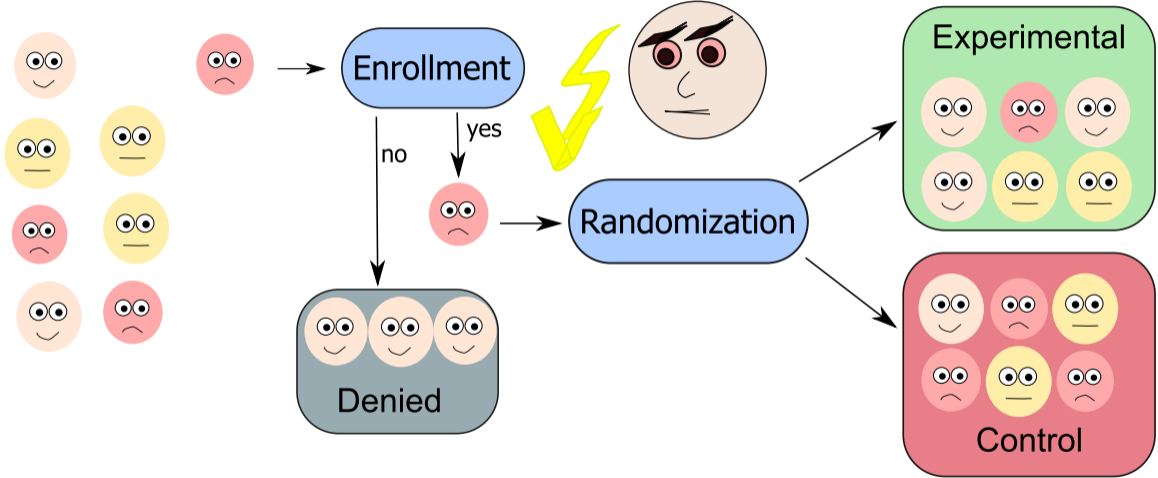 Experimental
Enrollment
yes
no
Randomization
Denied
Control